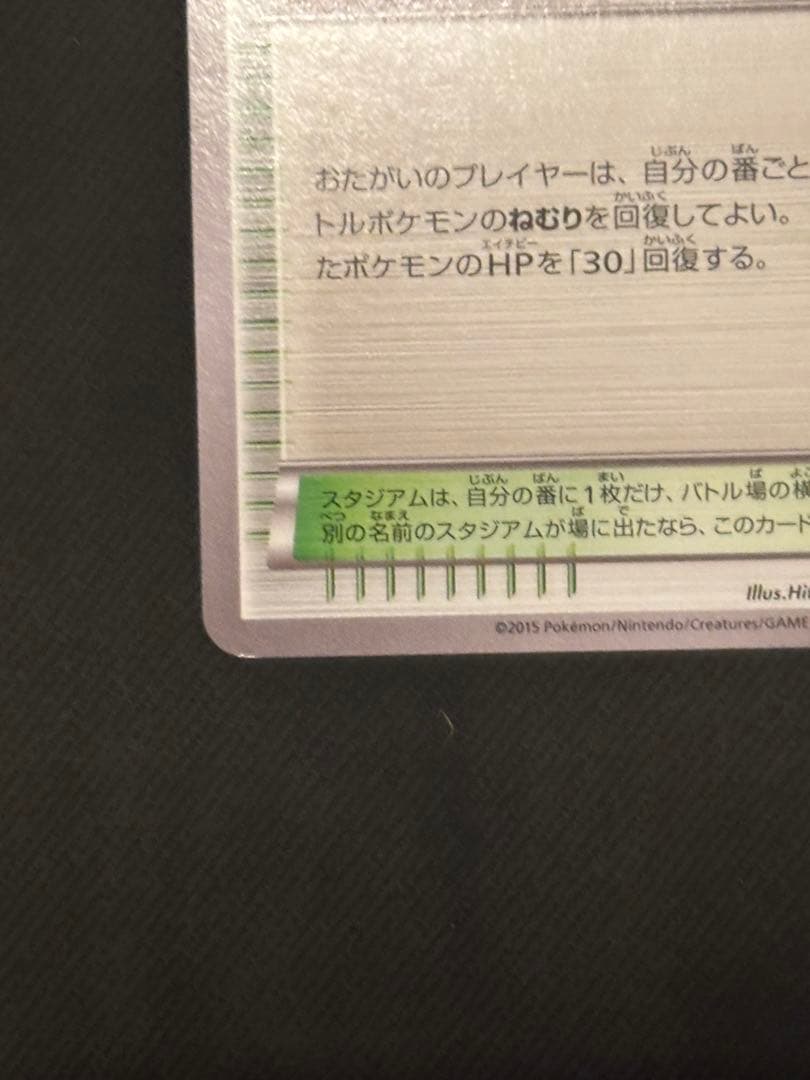 おたがいのプレイヤーは、自分の番ごと
トルポケモンのねむりを回復してよい。
たポケモンのHPを「30」回復する。
スタジアムは、自分の番に1枚だけ、バトル場の横
別の名前のスタジアムが場に出たなら、このカード
Illus.Hi
©2015 Pokémon/Nintendo/Creatures/GAME